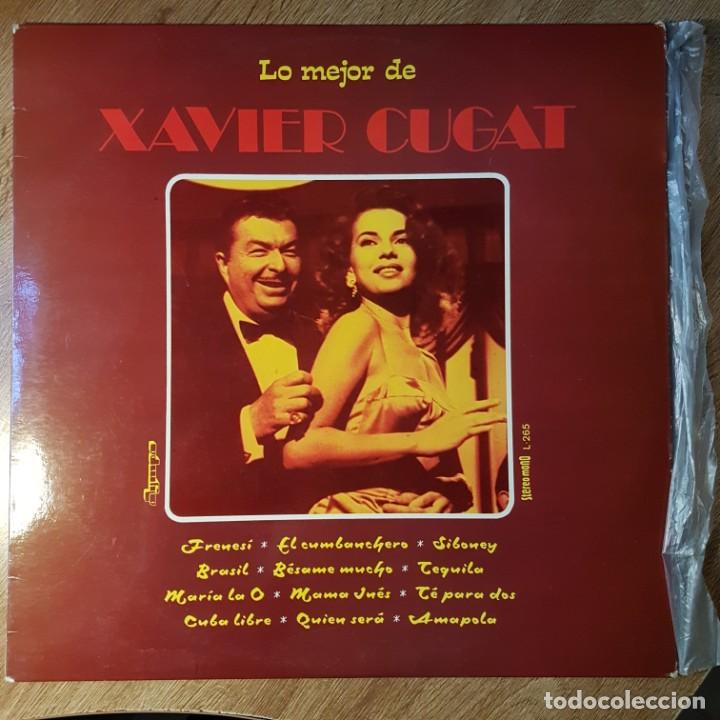 Lo mejor de
XAVIER CUGAT
olympo
Stereo mono L-265
Frenesí * El cumbanchero * Siboney
Brasil * Bésame mucho * Tequila
María la O * Mama Inés * Té para dos
Cuba libre * Quien será * Amapola
todocoleccion